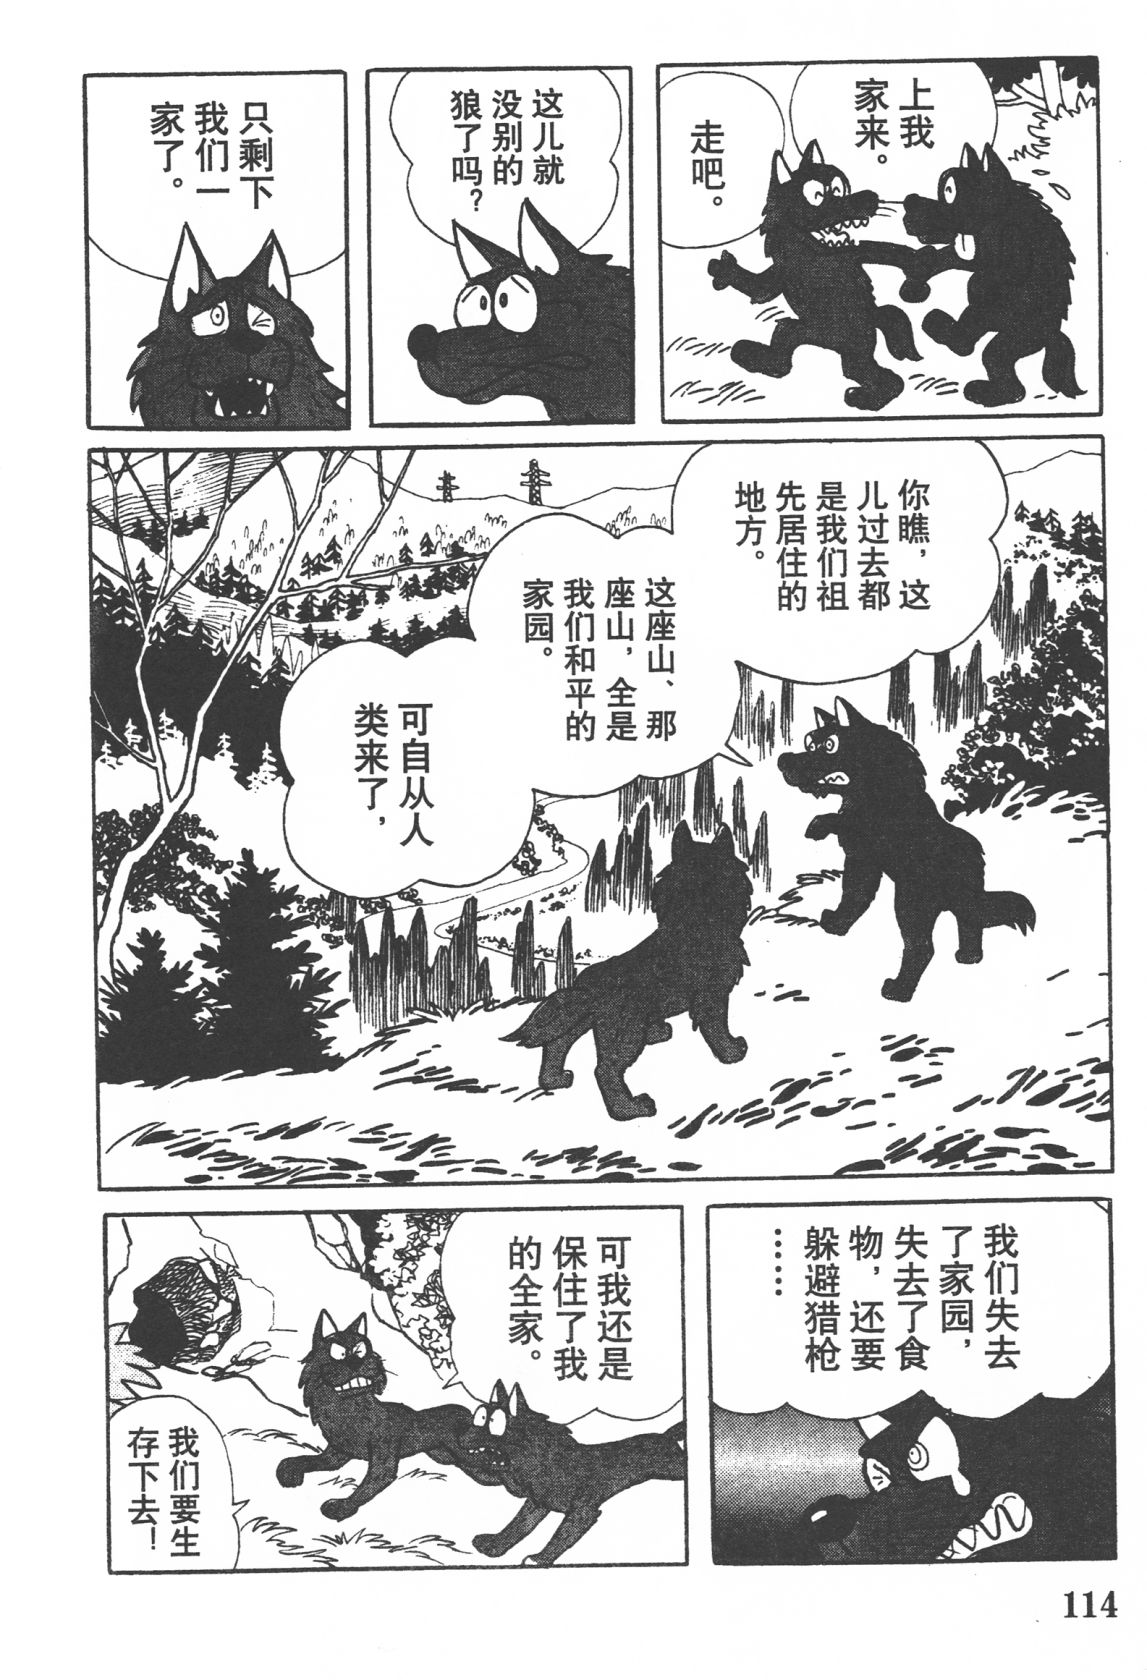 上我
家来。
走吧。
这儿就
没别的
狼了吗？
只剩下
我们一
家了。
你瞧，这
儿过去都
是我们祖
先居住的
地方。
这座山、那
座山，全是
我们和平的
家园。
可自从人
类来了，
我们失去
了家园，
失去了食
物，还要
躲避猎枪
……
可我还是
保住了我
的全家。
我们要生
存下去！
114